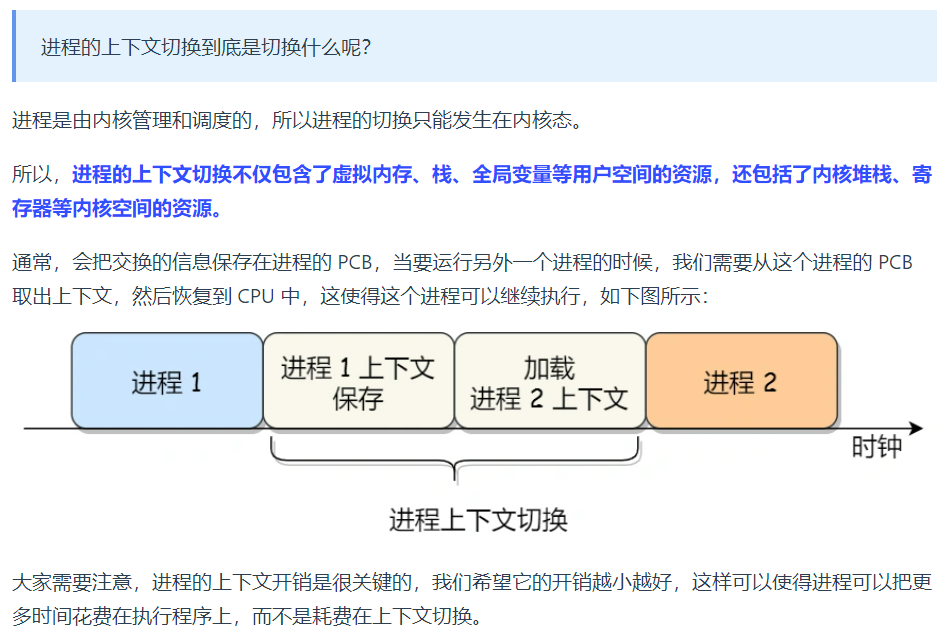 进程的上下文切换到底是切换什么呢？
进程是由内核管理和调度的，所以进程的切换只能发生在内核态。
所以，进程的上下文切换不仅包含了虚拟内存、栈、全局变量等用户空间的资源，还包括了内核堆栈、寄
存器等内核空间的资源。
通常，会把交换的信息保存在进程的 PCB，当要运行另外一个进程的时候，我们需要从这个进程的 PCB
取出上下文，然后恢复到 CPU 中，这使得这个进程可以继续执行，如下图所示：
进程 1
进程 1 上下文
保存
加载
进程 2 上下文
进程 2
时钟
进程上下文切换
大家需要注意，进程的上下文开销是很关键的，我们希望它的开销越小越好，这样可以使得进程可以把更
多时间花费在执行程序上，而不是耗费在上下文切换。